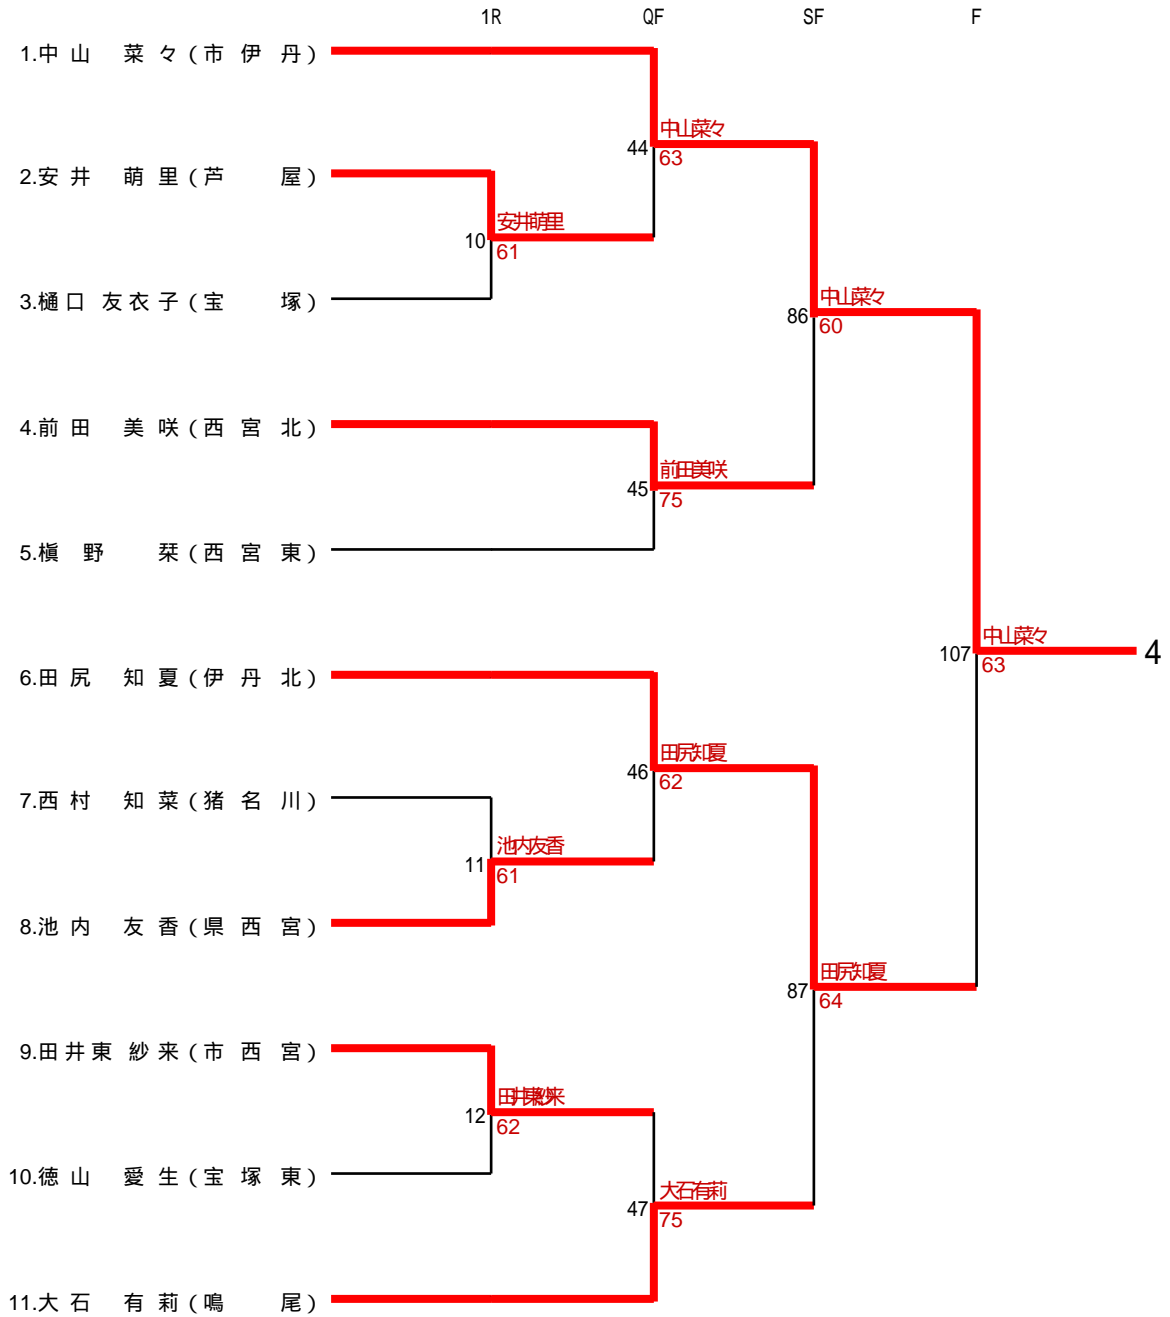 1R QF SF F
1.中山 菜々(市伊丹)
中山菜々
44
63
2.安井 萌里(芦 屋)
安井萌里
10
61
3.樋口 友衣子(宝 塚)
中山菜々
86
60
4.前田 美咲(西宮北)
前田美咲
45
75
5.槇野 栞(西宮東)
中山菜々
107
63
4
6.田尻 知夏(伊丹北)
田尻知夏
46
62
7.西村 知菜(猪名川)
池内友香
11
61
8.池内 友香(県西宮)
田尻知夏
87
64
9.田井東 紗来(市西宮)
田井東紗来
12
62
10.徳山 愛生(宝塚東)
大石有莉
47
75
11.大石 有莉(鳴 尾)